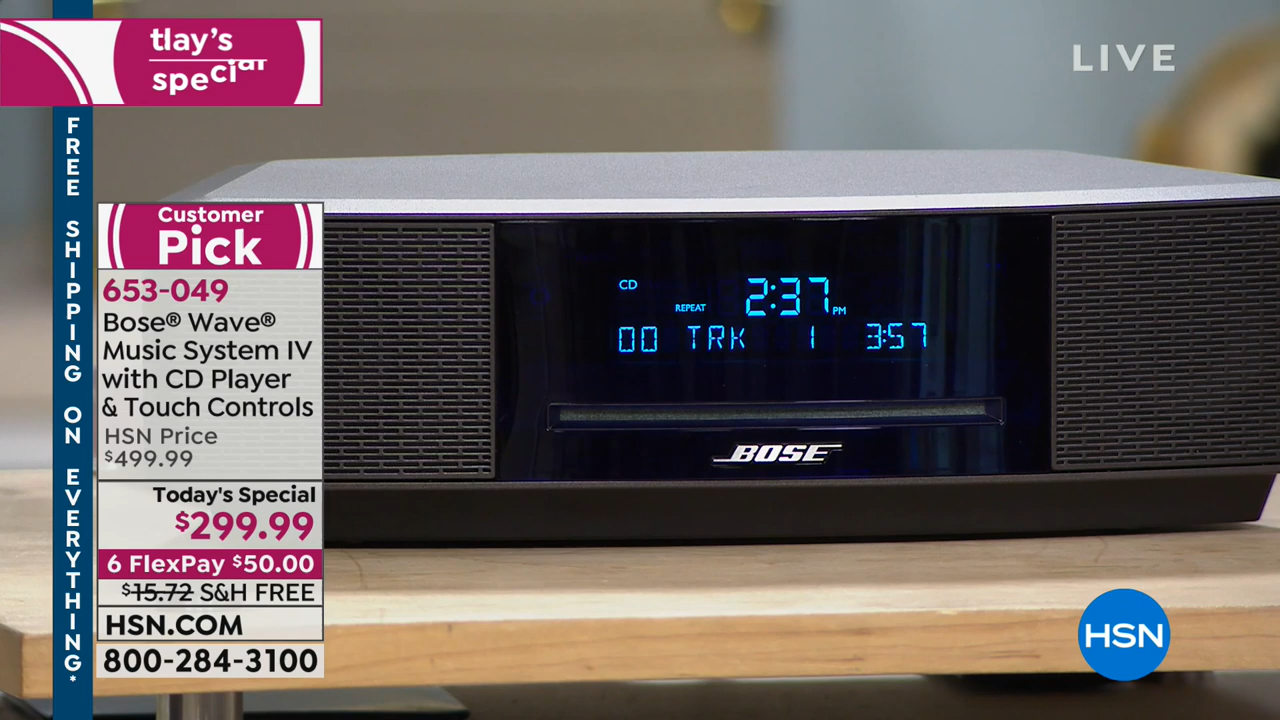 tlay's
special
LIVE
FREE SHIPPING ON EVERYTHING*
Customer
Pick
653-049
Bose® Wave®
Music System IV
with CD Player
& Touch Controls
HSN Price
$499.99
Today's Special
$299.99
6 FlexPay $50.00
$15.72 S&H FREE
HSN.COM
800-284-3100
CD
REPEAT 2:37 PM
00 TRK 1 3:57
BOSE
HSN